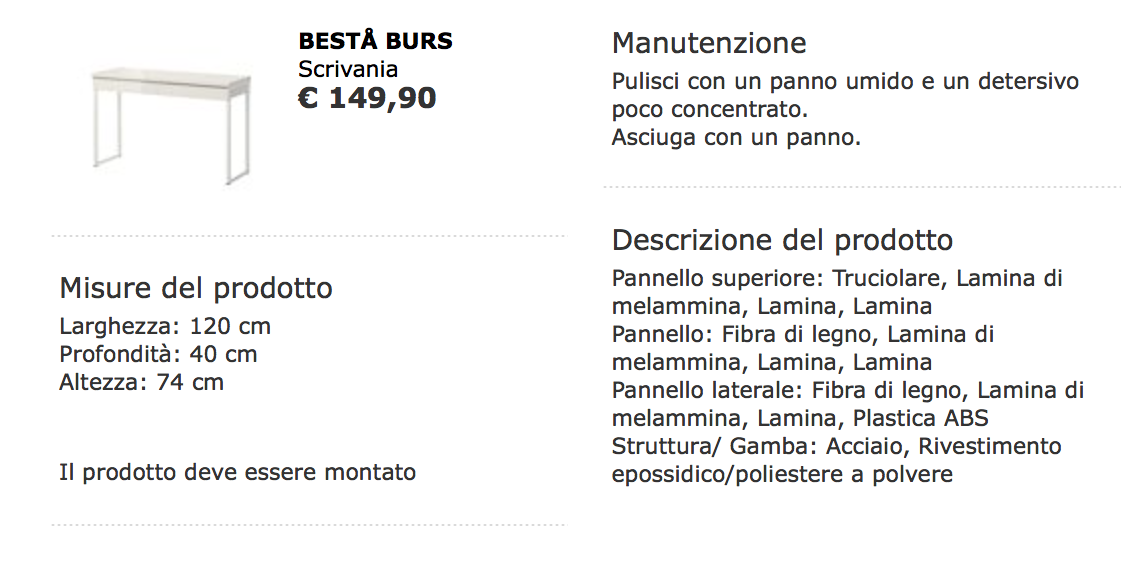 BESTÅ BURS
Scrivania
€ 149,90
Misure del prodotto
Larghezza: 120 cm
Profondità: 40 cm
Altezza: 74 cm
Il prodotto deve essere montato
Manutenzione
Pulisci con un panno umido e un detersivo
poco concentrato.
Asciuga con un panno.
Descrizione del prodotto
Pannello superiore: Truciolare, Lamina di
melammina, Lamina, Lamina
Pannello: Fibra di legno, Lamina di
melammina, Lamina, Lamina
Pannello laterale: Fibra di legno, Lamina di
melammina, Lamina, Plastica ABS
Struttura/ Gamba: Acciaio, Rivestimento
epossidico/poliestere a polvere